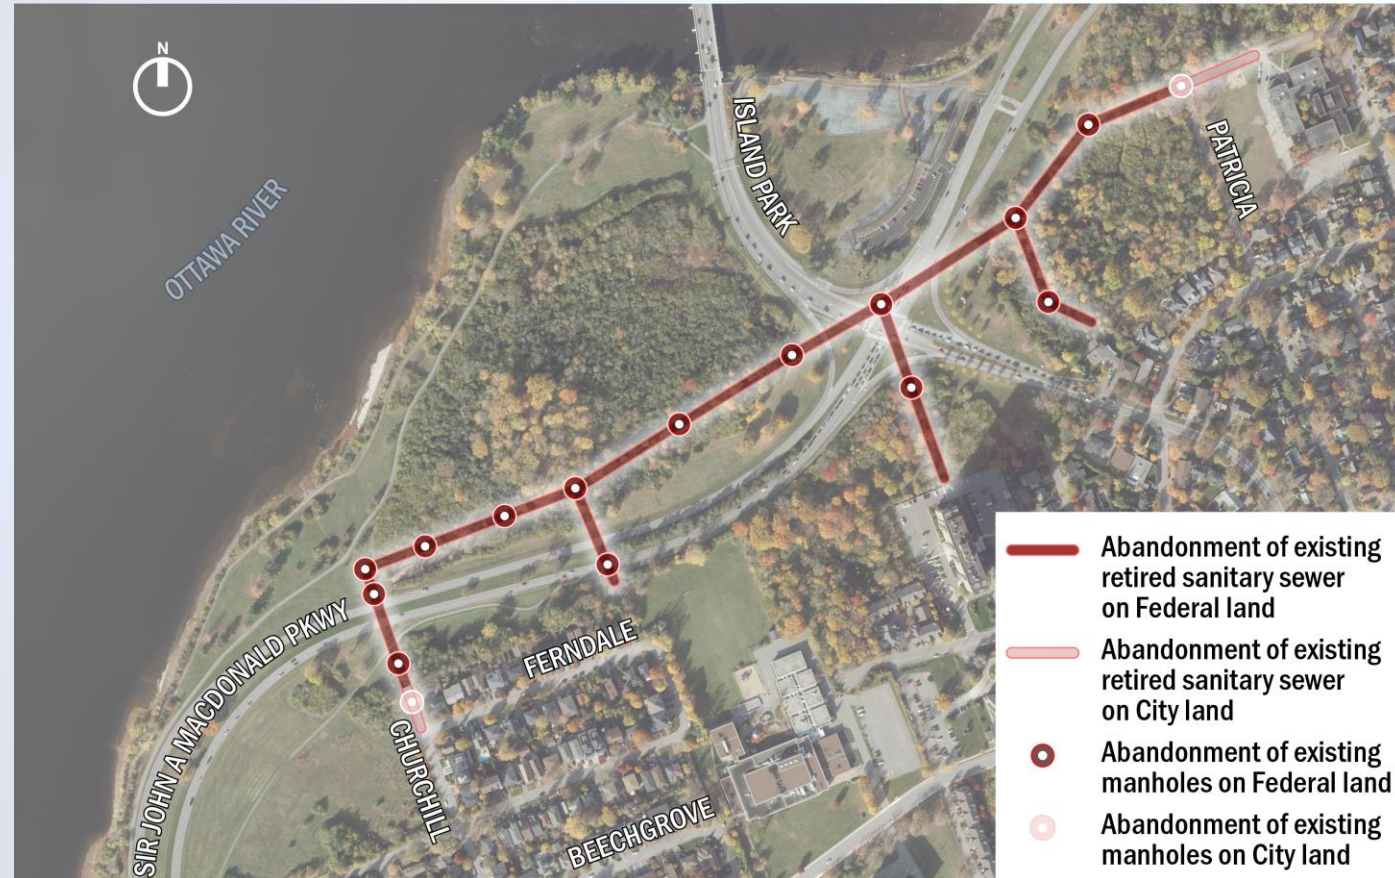 N
OTTAWA RIVER
ISLAND PARK
PATRICIA
SIR JOHN A MACDONALD PKWY
FERNDALE
CHURCHILL
BEECHGROVE
Abandonment of existing
retired sanitary sewer
on Federal land
Abandonment of existing
retired sanitary sewer
on City land
Abandonment of existing
manholes on Federal land
Abandonment of existing
manholes on City land